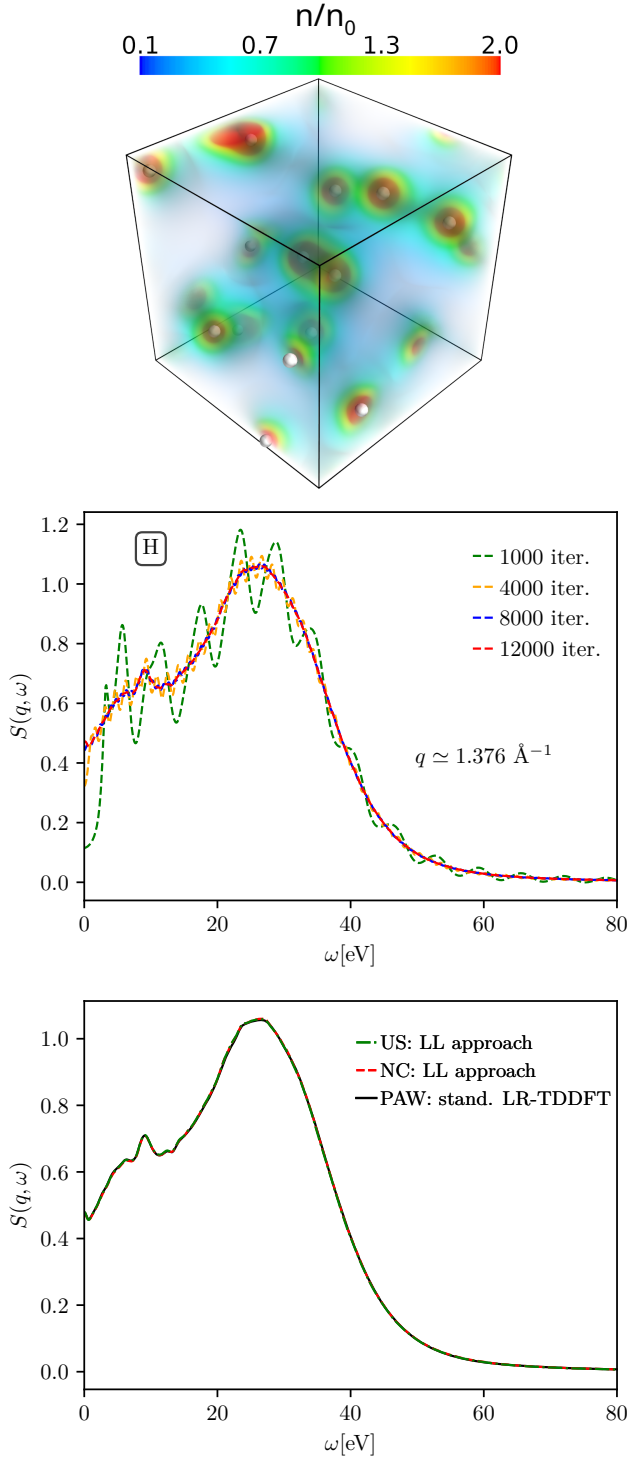 n/n₀
0.1 0.7 1.3 2.0
H
1000 iter.
4000 iter.
8000 iter.
12000 iter.
q ≃ 1.376 Å⁻¹
S(q, ω)
1.2
1.0
0.8
0.6
0.4
0.2
0.0
0 20 40 60 80
ω[eV]
US: LL approach
NC: LL approach
PAW: stand. LR-TDDFT
S(q, ω)
1.0
0.8
0.6
0.4
0.2
0.0
0 20 40 60 80
ω[eV]